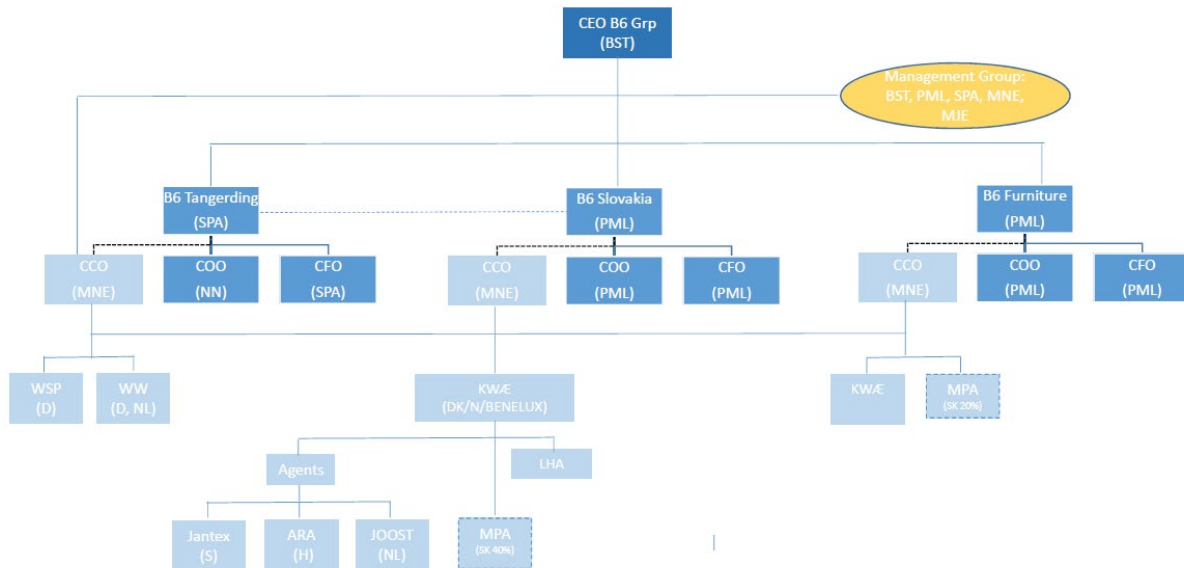 CEO B6 Grp
(BST)
Management Group:
BST, PML, SPA, MNE,
MJE
B6 Tangerding
(SPA)
B6 Slovakia
(PML)
B6 Furniture
(PML)
CCO
(MNE)
COO
(NN)
CFO
(SPA)
CCO
(MNE)
COO
(PML)
CFO
(PML)
CCO
(MNE)
COO
(PML)
CFO
(PML)
WSP
(D)
WW
(D, NL)
KWÆ
(DK/N/BENELUX)
KWÆ
MPA
(SK 20%)
Agents
LHA
Jantex
(S)
ARA
(H)
JOOST
(NL)
MPA
(SK 40%)